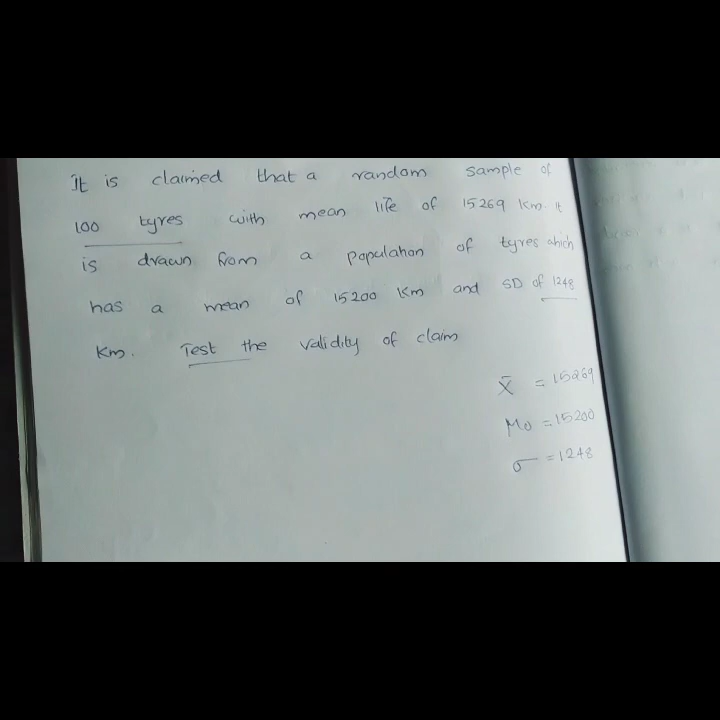 It is claimed that a random sample of
100 tyres with mean life of 15269 Km. It
is drawn from a population of tyres which
has a mean of 15200 Km and SD of 1248
Km. Test the validity of claim
X̄ = 15269
μ0 = 15200
σ = 1248